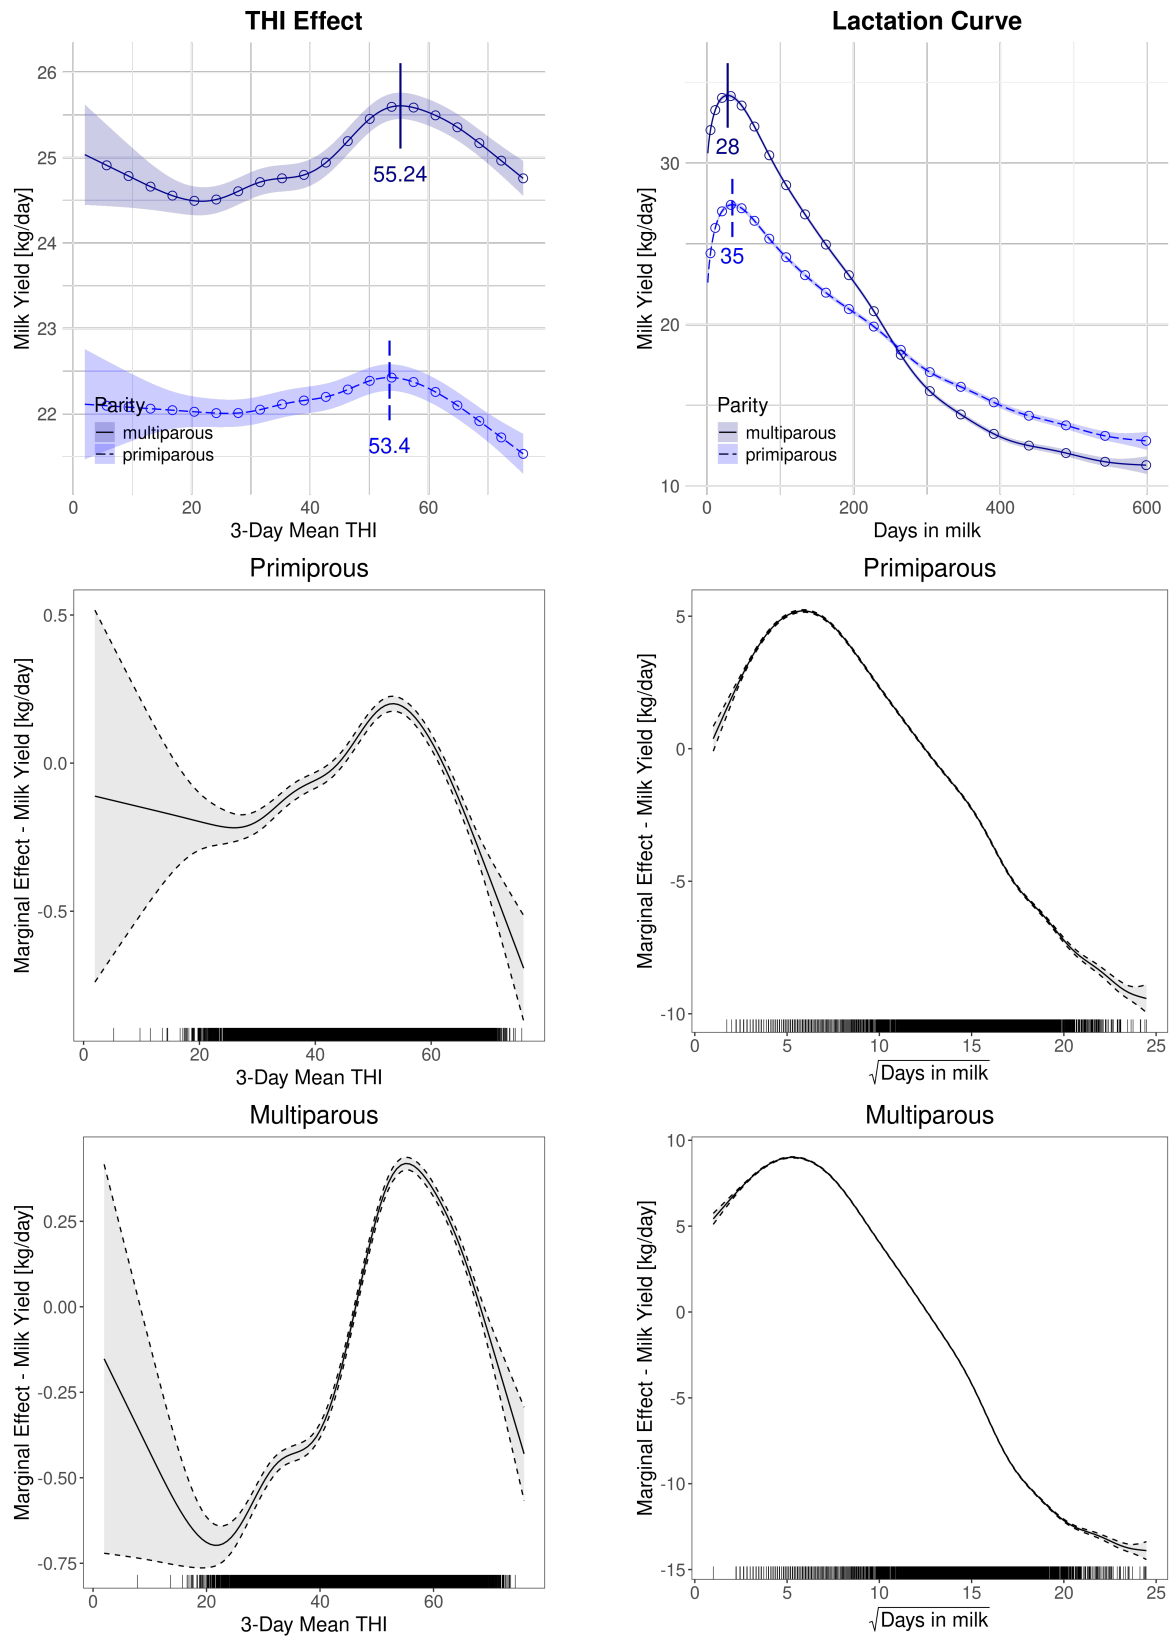 THI Effect
Milk Yield [kg/day]
26
25
24
23
22
55.24
53.4
Parity
multiparous
primiparous
0 20 40 60
3-Day Mean THI
Lactation Curve
Milk Yield [kg/day]
30
20
10
28
35
Parity
multiparous
primiparous
0 200 400 600
Days in milk
Primiprous
Marginal Effect - Milk Yield [kg/day]
0.5
0.0
-0.5
0 20 40 60
3-Day Mean THI
Primiparous
Marginal Effect - Milk Yield [kg/day]
5
0
-5
-10
0 5 10 15 20 25
√Days in milk
Multiparous
Marginal Effect - Milk Yield [kg/day]
0.25
0.00
-0.25
-0.50
-0.75
0 20 40 60
3-Day Mean THI
Multiparous
Marginal Effect - Milk Yield [kg/day]
10
5
0
-5
-10
-15
0 5 10 15 20 25
√Days in milk